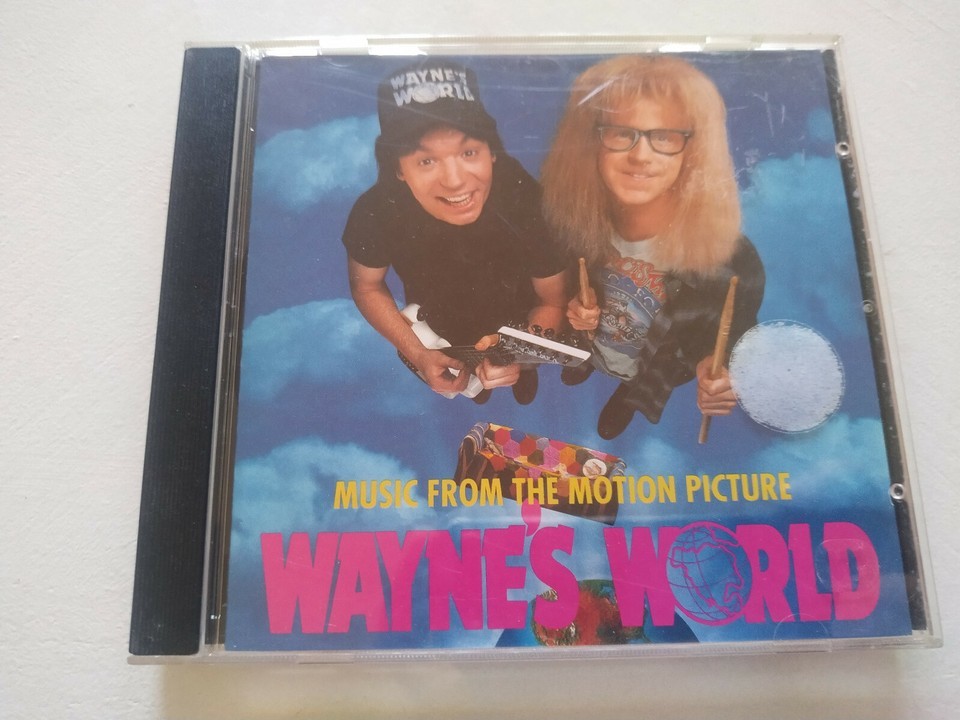 WAYNE'S
WORLD
MUSIC FROM THE MOTION PICTURE
WAYNE'S WORLD